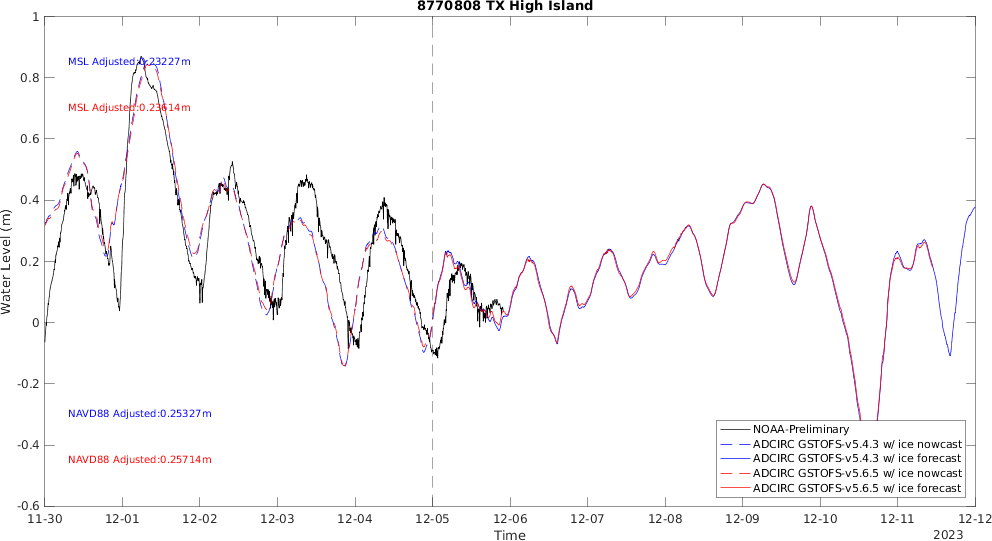 8770808 TX High Island
1
0.8
0.6
0.4
0.2
0
-0.2
-0.4
-0.6
Water Level (m)
MSL Adjusted:0.23227m
MSL Adjusted:0.23614m
NAVD88 Adjusted:0.25327m
NAVD88 Adjusted:0.25714m
NOAA-Preliminary
ADCIRC GSTOFS-v5.4.3 w/ ice nowcast
ADCIRC GSTOFS-v5.4.3 w/ ice forecast
ADCIRC GSTOFS-v5.6.5 w/ ice nowcast
ADCIRC GSTOFS-v5.6.5 w/ ice forecast
11-30 12-01 12-02 12-03 12-04 12-05 12-06 12-07 12-08 12-09 12-10 12-11 12-12
Time
2023